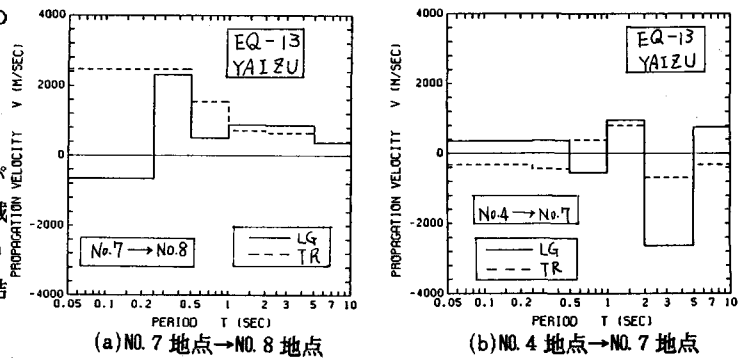 の
域
EQ-13
YAIZU
No.7→No.8
LG
TR
PROPAGATION VELOCITY V (M/SEC)
4000
2000
0
-2000
-4000
0.05 0.1 0.2 0.5 1 2 5 7 10
PERIOD T (SEC)
(a)NO.7 地点→NO.8 地点
EQ-13
YAIZU
No.4→No.7
LG
TR
PROPAGATION VELOCITY V (M/SEC)
4000
2000
0
-2000
-4000
0.05 0.1 0.2 0.5 1 2 5 7 10
PERIOD T (SEC)
(b)NO.4 地点→NO.7 地点